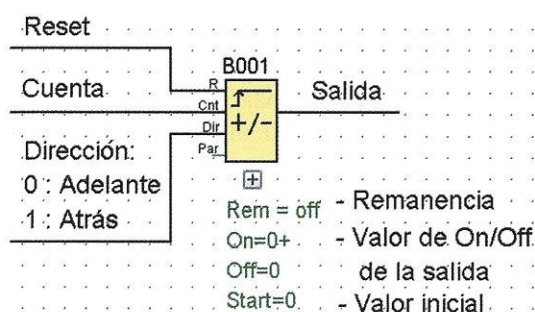 Reset
B001
R
Cuenta
Salida
Cnt
Dir
+/-
Par
Dirección:
0 : Adelante
1 : Atrás
+
Rem = off
- Remanencia
On=0+
- Valor de On/Off
Off=0
de la salida
Start=0
- Valor inicial